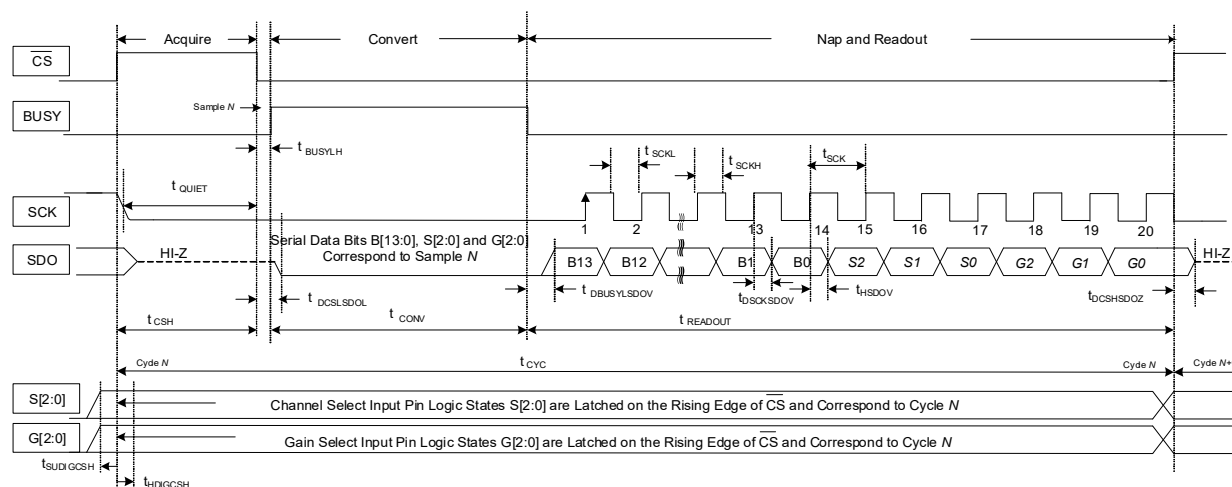 Acquire Convert Nap and Readout
CS
Sample N
BUSY
t BUSYLH
t SCKL t SCKH t SCK
t QUIET
SCK
1 2 13 14 15 16 17 18 19 20
Serial Data Bits B[13:0], S[2:0] and G[2:0]
Correspond to Sample N
SDO HI-Z B13 B12 B1 B0 S2 S1 S0 G2 G1 G0 HI-Z
t DCSLSDOL t DBUSYLSDOV t DSCKSDOV t HSDOV t DCSHSDOZ
t CSH t CONV t READOUT
Cycle N t CYC Cycle N Cycle N+
S[2:0] Channel Select Input Pin Logic States S[2:0] are Latched on the Rising Edge of CS and Correspond to Cycle N
G[2:0] Gain Select Input Pin Logic States G[2:0] are Latched on the Rising Edge of CS and Correspond to Cycle N
t SUDIGCSH
t HDIGCSH